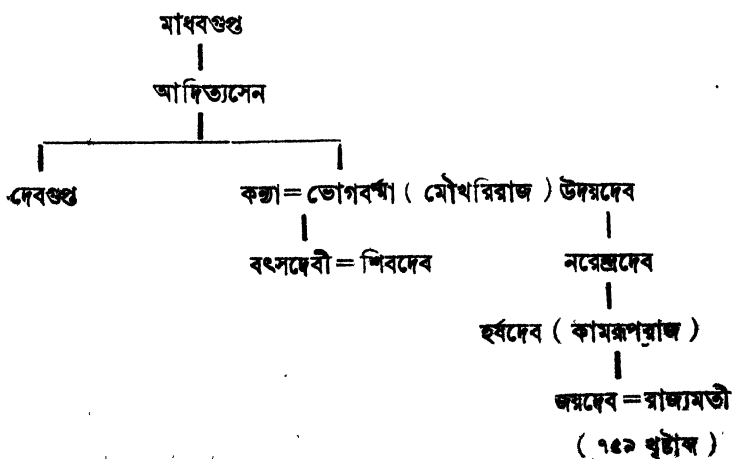 মাধবগুপ্ত
আদিত্যসেন
দেবগুপ্ত কন্যা = ভোগবর্ম্মা ( মৌখরিরাজ ) উদয়দেব
বৎসদেবী = শিবদেব নরেন্দ্রদেব
হর্ষদেব ( কামরূপরাজ )
জয়দেব = রাজ্যমতী
( ৭৫৯ খৃষ্টাব্দ )